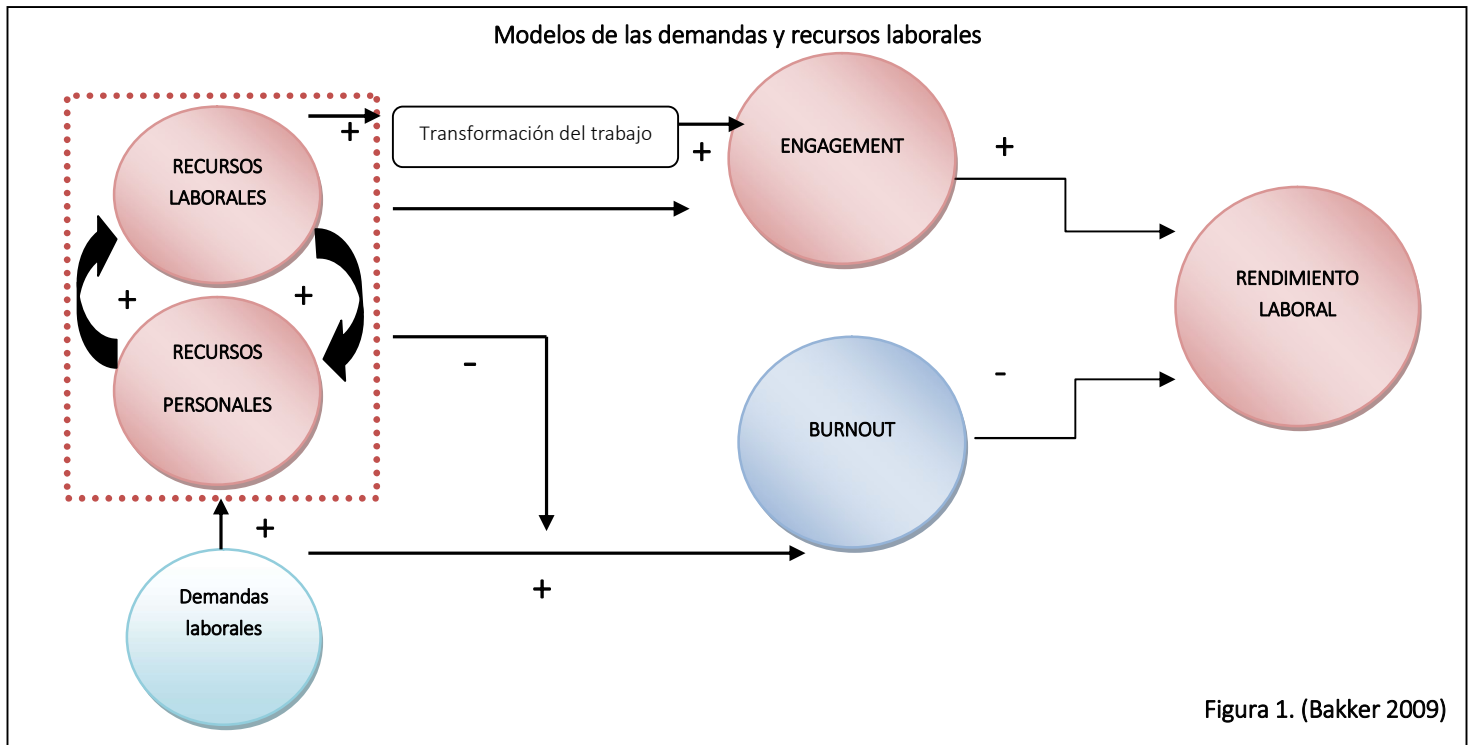 Modelos de las demandas y recursos laborales
RECURSOS
LABORALES
+
Transformación del trabajo
+
ENGAGEMENT
+
+
+
RECURSOS
PERSONALES
-
BURNOUT
-
RENDIMIENTO
LABORAL
+
Demandas
laborales
+
Figura 1. (Bakker 2009)